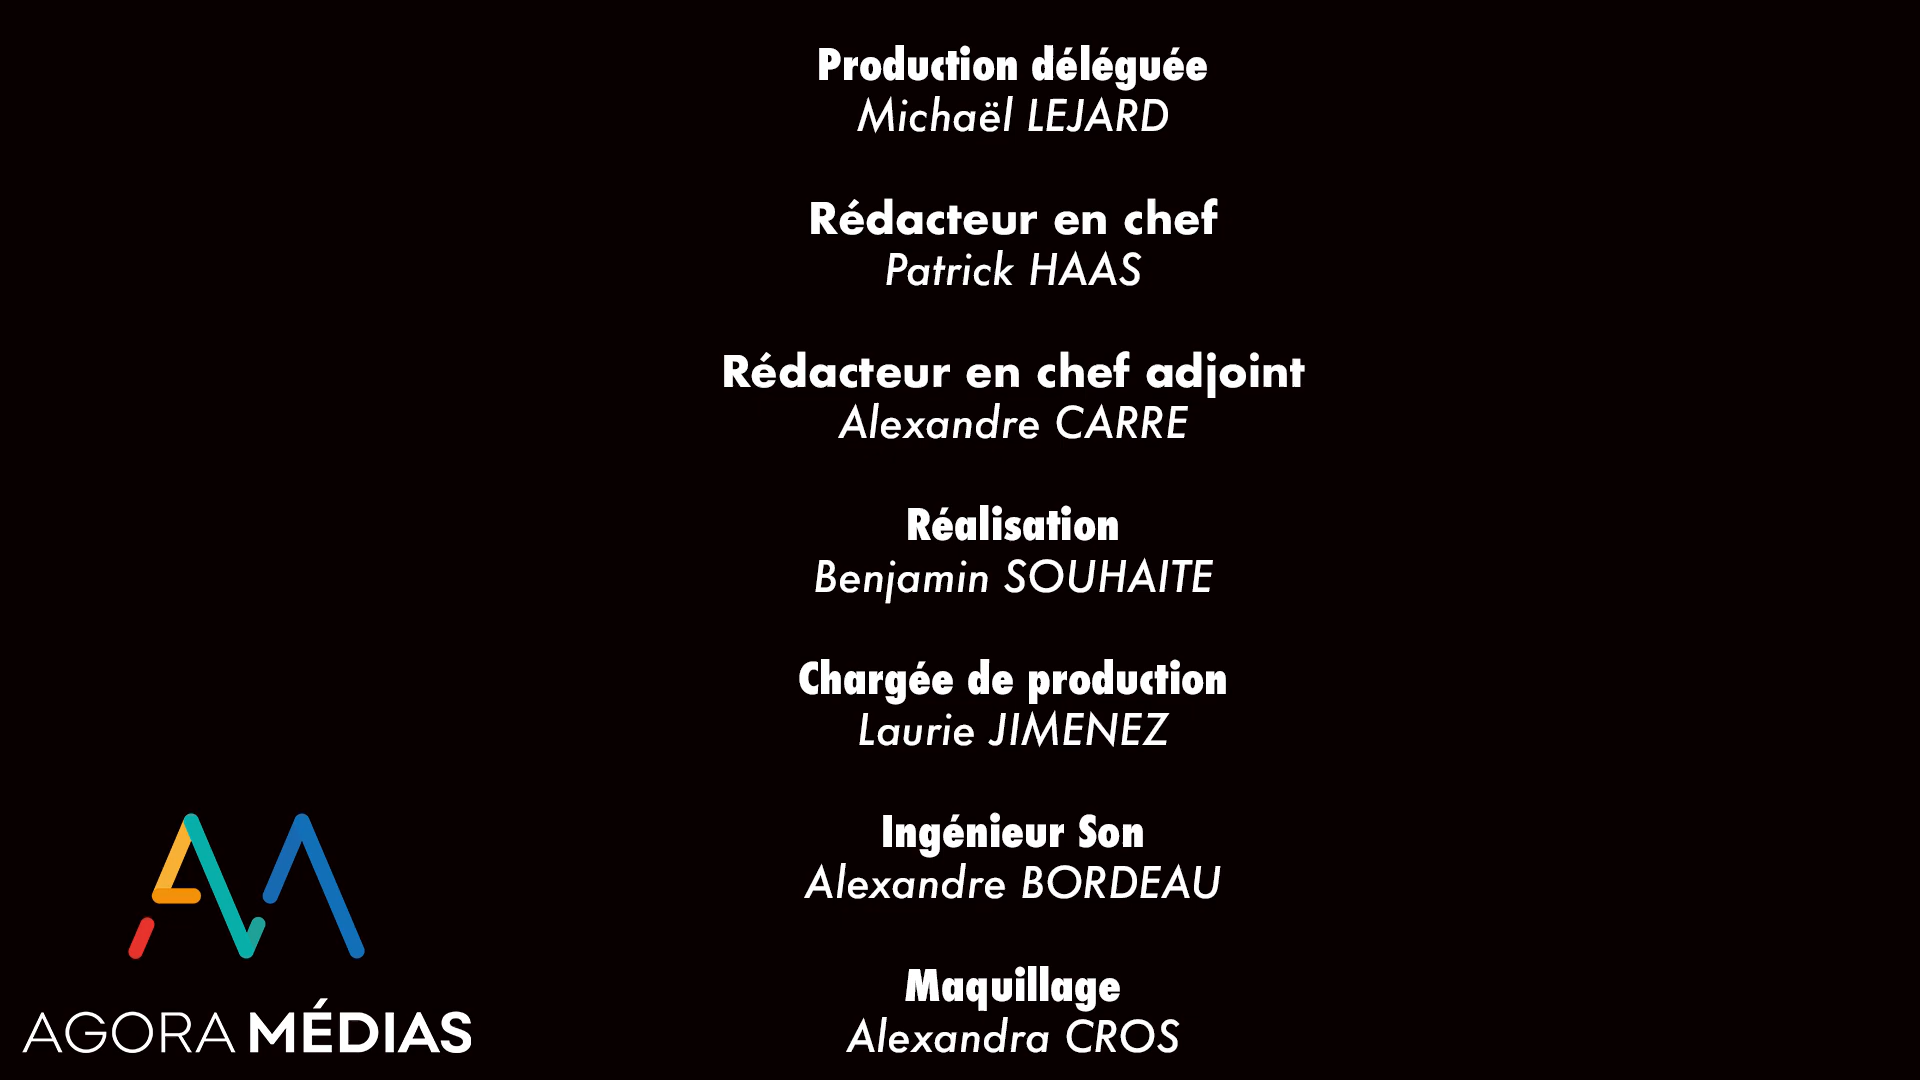 Production déléguée
Michaël LEJARD
Rédacteur en chef
Patrick HAAS
Rédacteur en chef adjoint
Alexandre CARRE
Réalisation
Benjamin SOUHAITE
Chargée de production
Laurie JIMENEZ
Ingénieur Son
Alexandre BORDEAU
Maquillage
Alexandra CROS
AGORA MÉDIAS